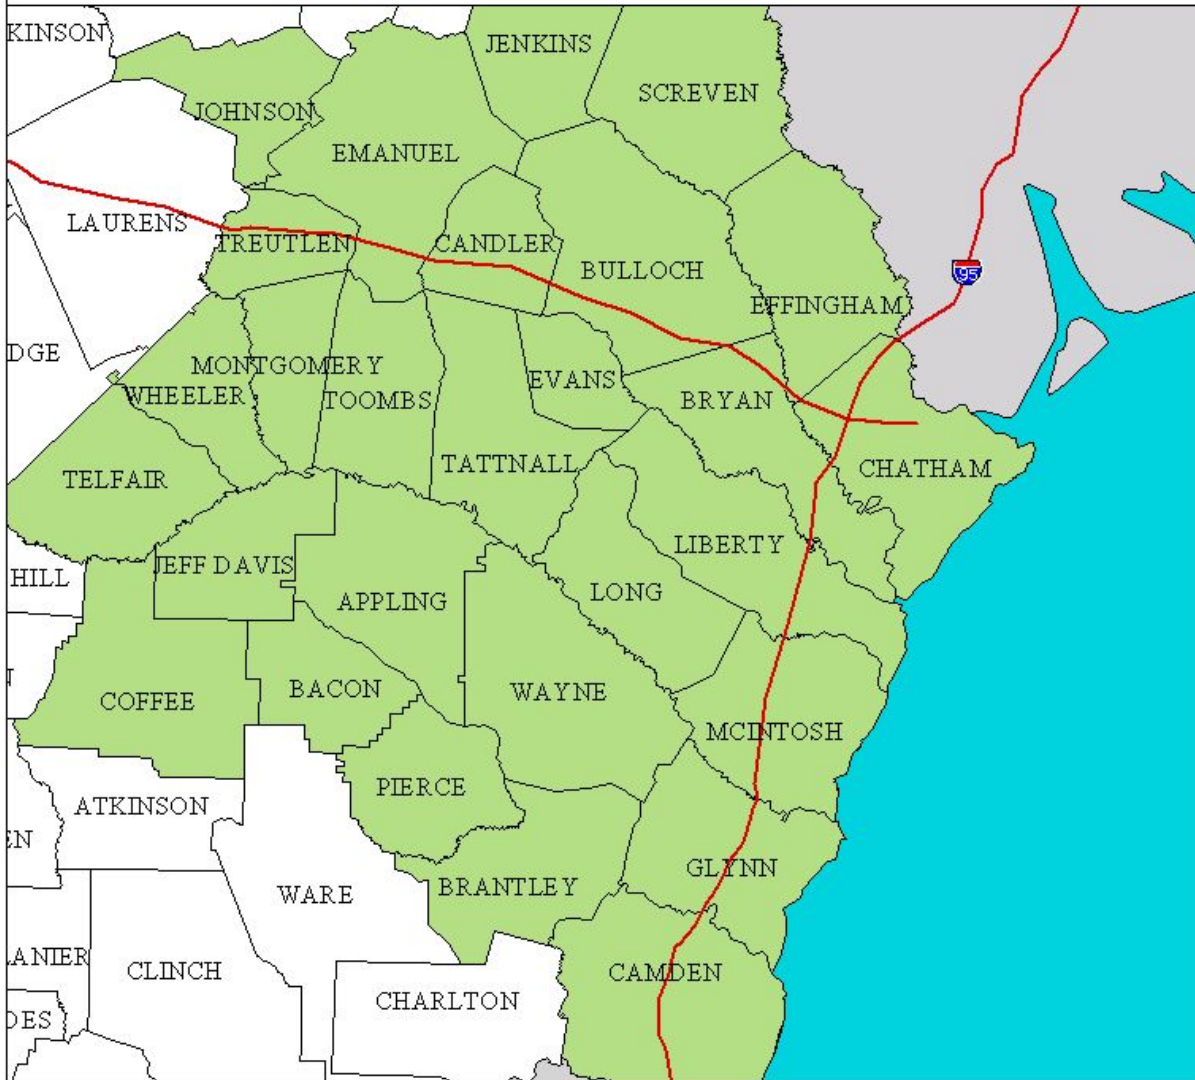 KINSON
JENKINS
SCREVEN
JOHNSON
EMANUEL
LAURENS
TREUTLEN
CANDLER
BULLOCH
95
EFFINGHAM
DGE
MONTGOMERY
WHEELER
TOOMBS
EVANS
BRYAN
TATTNALL
CHATHAM
TELFAIR
LIBERTY
JEFF DAVIS
HILL
LONG
APPLING
N
COFFEE
BACON
WAYNE
MCINTOSH
PIERCE
ATKINSON
EN
GLYNN
BRANTLEY
WARE
LANIER
CLINCH
CAMDEN
CHARLTON
DES